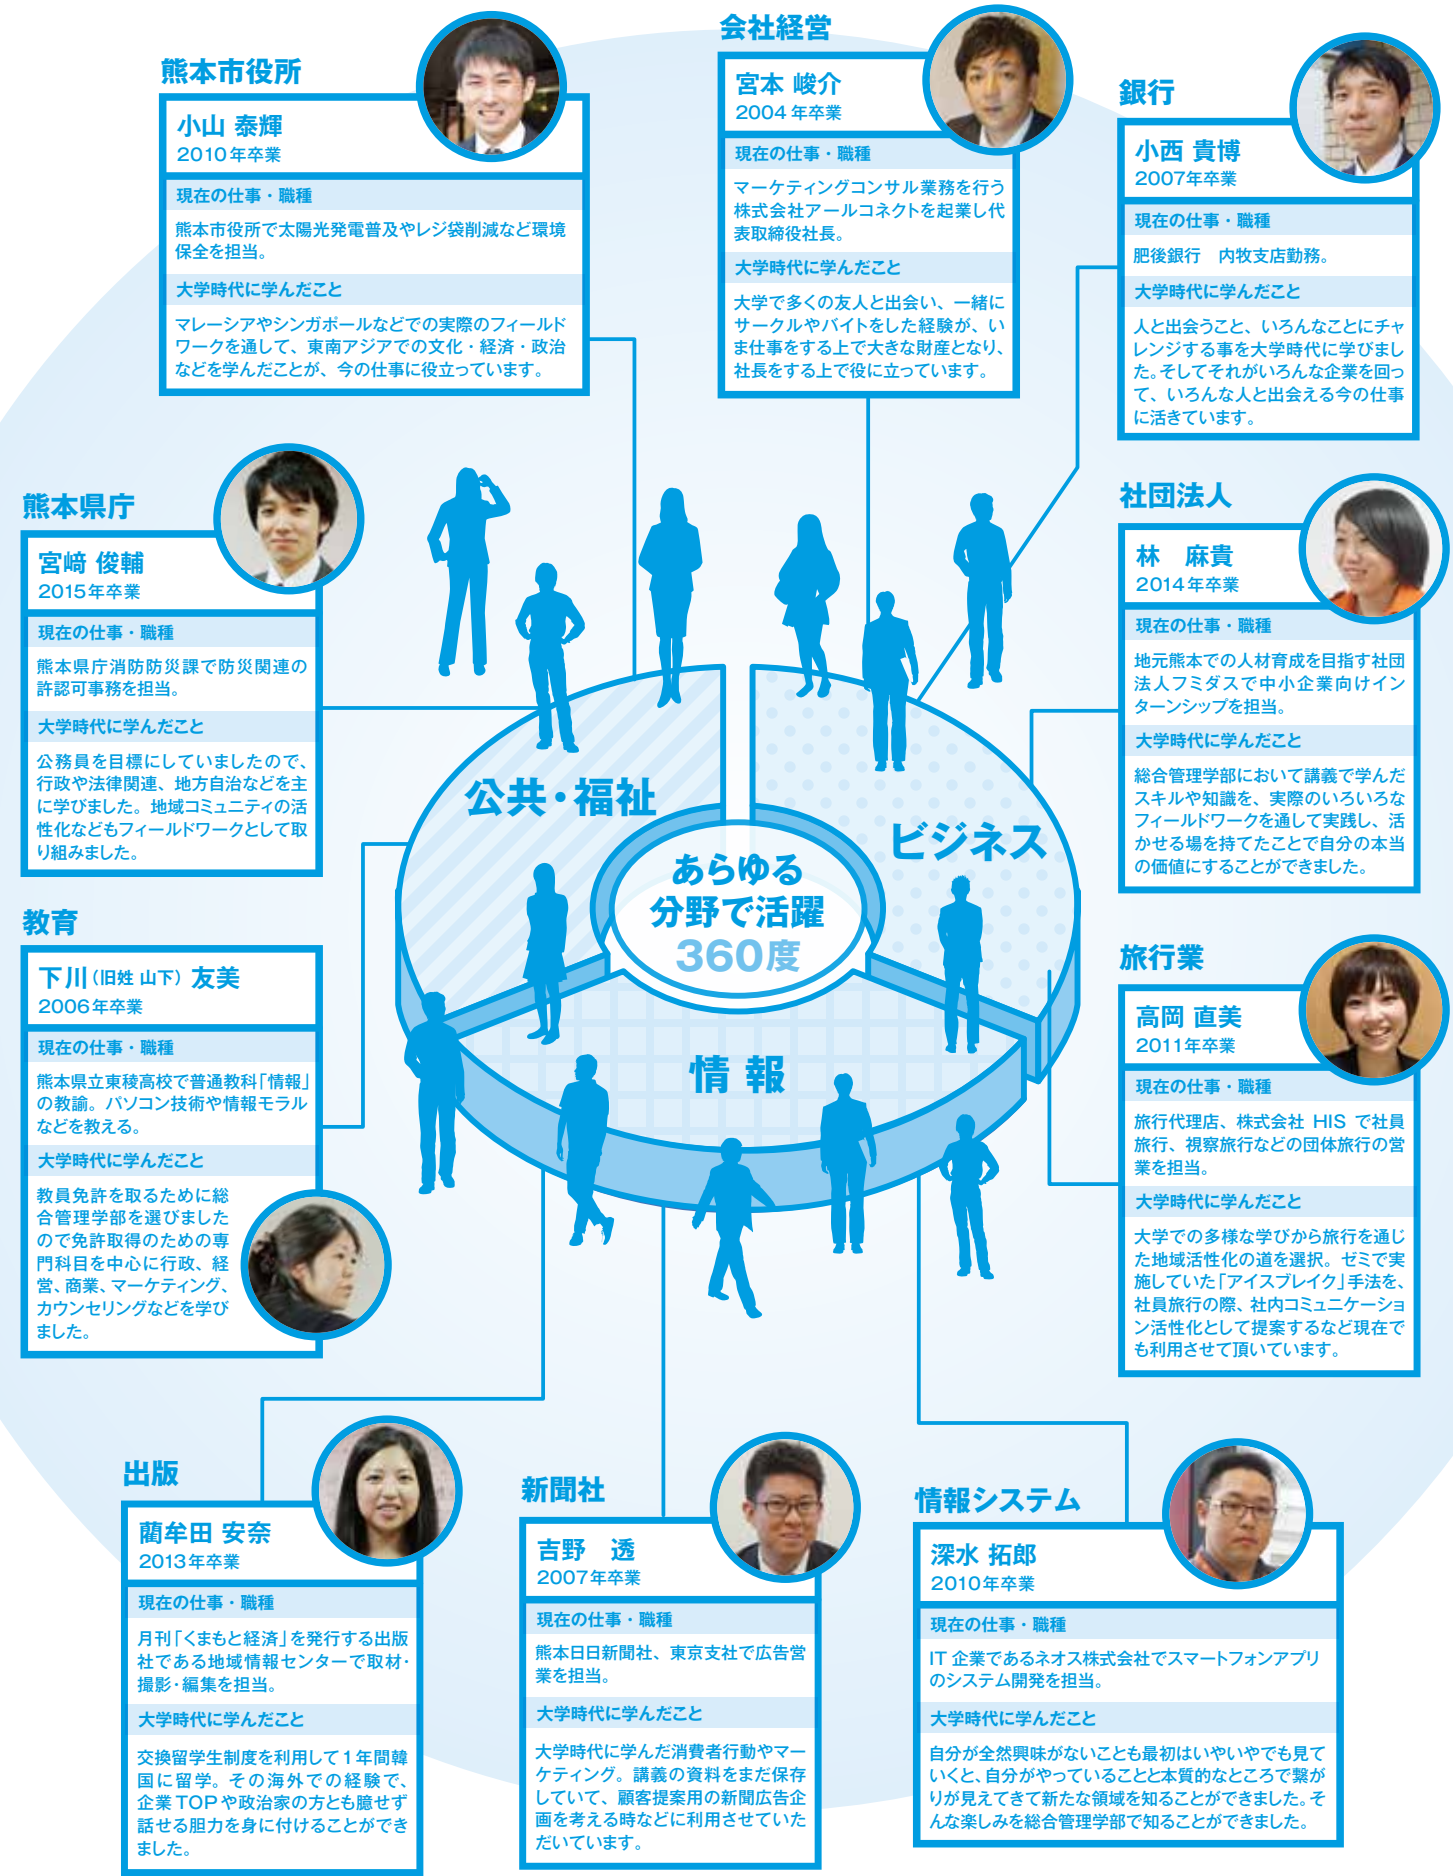 熊本市役所
小山 泰輝
2010年卒業
現在の仕事・職種
熊本市役所で太陽光発電普及やレジ袋削減など環境
保全を担当。
大学時代に学んだこと
マレーシアやシンガポールなどでの実際のフィールド
ワークを通して、東南アジアでの文化・経済・政治
などを学んだことが、今の仕事に役立っています。
会社経営
宮本 峻介
2004年卒業
現在の仕事・職種
マーケティングコンサル業務を行う
株式会社アールコネクトを起業し代
表取締役社長。
大学時代に学んだこと
大学で多くの友人と出会い、一緒に
サークルやバイトをした経験が、い
ま仕事をする上で大きな財産となり、
社長をする上で役に立っています。
銀行
小西 貴博
2007年卒業
現在の仕事・職種
肥後銀行　内牧支店勤務。
大学時代に学んだこと
人と出会うこと、いろんなことにチャ
レンジする事を大学時代に学びまし
た。そしてそれがいろんな企業を回っ
て、いろんな人と出会える今の仕事
に活きています。
熊本県庁
宮﨑 俊輔
2015年卒業
現在の仕事・職種
熊本県庁消防防災課で防災関連の
許認可事務を担当。
大学時代に学んだこと
公務員を目標にしていましたので、
行政や法律関連、地方自治などを主
に学びました。地域コミュニティの活
性化などもフィールドワークとして取
り組みました。
社団法人
林　麻貴
2014年卒業
現在の仕事・職種
地元熊本での人材育成を目指す社団
法人フミダスで中小企業向けイン
ターンシップを担当。
大学時代に学んだこと
総合管理学部において講義で学んだ
スキルや知識を、実際のいろいろな
フィールドワークを通して実践し、活
かせる場を持てたことで自分の本当
の価値にすることができました。
公共・福祉
ビジネス
あらゆる
分野で活躍
360度
情報
教育
下川（旧姓 山下）友美
2006年卒業
現在の仕事・職種
熊本県立東稜高校で普通教科「情報」
の教諭。パソコン技術や情報モラル
などを教える。
大学時代に学んだこと
教員免許を取るために総
合管理学部を選びました
ので免許取得のための専
門科目を中心に行政、経
営、商業、マーケティング、
カウンセリングなどを学び
ました。
旅行業
高岡 直美
2011年卒業
現在の仕事・職種
旅行代理店、株式会社 HIS で社員
旅行、視察旅行などの団体旅行の営
業を担当。
大学時代に学んだこと
大学での多様な学びから旅行を通じ
た地域活性化の道を選択。ゼミで実
施していた「アイスブレイク」手法を、
社員旅行の際、社内コミュニケーショ
ン活性化として提案するなど現在で
も利用させて頂いています。
出版
藺牟田 安奈
2013年卒業
現在の仕事・職種
月刊「くまもと経済」を発行する出版
社である地域情報センターで取材・
撮影・編集を担当。
大学時代に学んだこと
交換留学生制度を利用して1年間韓
国に留学。その海外での経験で、
企業TOPや政治家の方とも臆せず
話せる胆力を身に付けることができ
ました。
新聞社
吉野　透
2007年卒業
現在の仕事・職種
熊本日日新聞社、東京支社で広告営
業を担当。
大学時代に学んだこと
大学時代に学んだ消費者行動やマー
ケティング。講義の資料をまだ保存
していて、顧客提案用の新聞広告企
画を考える時などに利用させていた
だいています。
情報システム
深水 拓郎
2010年卒業
現在の仕事・職種
IT 企業であるネオス株式会社でスマートフォンアプリ
のシステム開発を担当。
大学時代に学んだこと
自分が全然興味がないことも最初はいやいやでも見て
いくと、自分がやっていることと本質的なところで繋が
りが見えてきて新たな領域を知ることができました。そ
んな楽しみを総合管理学部で知ることができました。